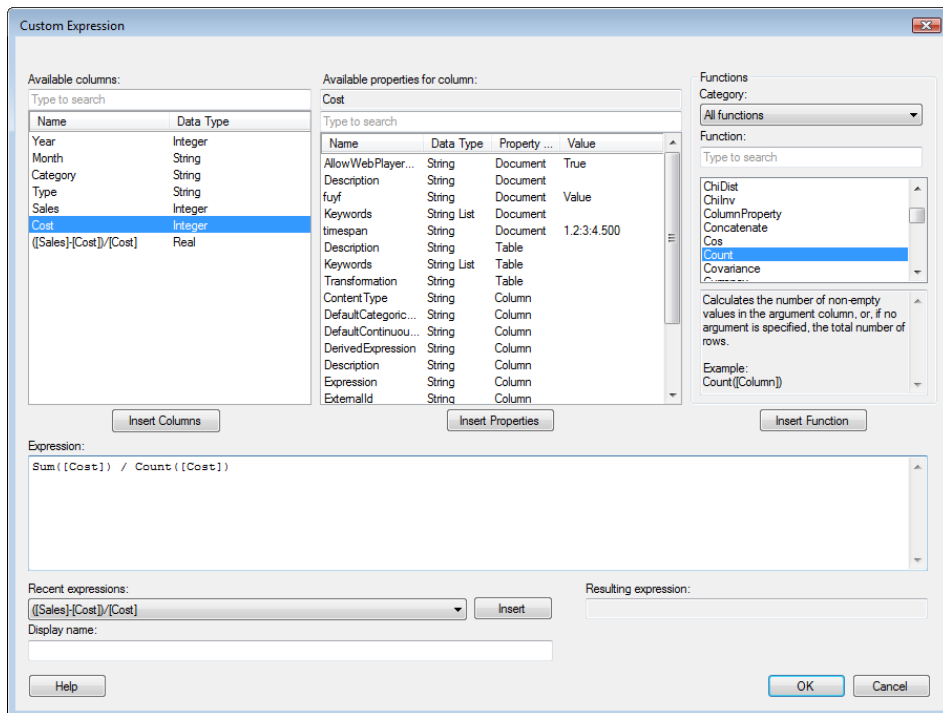 Custom Expression
Available columns:
Type to search
Name Data Type
Year Integer
Month String
Category String
Type String
Sales Integer
Cost Integer
([Sales]-[Cost])/[Cost] Real
Insert Columns
Available properties for column:
Cost
Type to search
Name Data Type Property ... Value
AllowWebPlayer... String Document True
Description String Document
fuyf String Document Value
Keywords String List Document
timespan String Document 1.2:3:4.500
Description String Table
Keywords String List Table
Transformation String Table
ContentType String Column
DefaultCategoric... String Column
DefaultContinuou... String Column
DerivedExpression String Column
Description String Column
Expression String Column
ExternalId String Column
Insert Properties
Functions
Category:
All functions
Function:
Type to search
ChiDist
ChiInv
ColumnProperty
Concatenate
Cos
Count
Covariance
Calculates the number of non-empty
values in the argument column, or, if no
argument is specified, the total number of
rows.
Example:
Count([Column])
Insert Function
Expression:
Sum([Cost]) / Count([Cost])
Recent expressions:
([Sales]-[Cost])/[Cost]
Insert
Resulting expression:
Display name:
Help
OK
Cancel